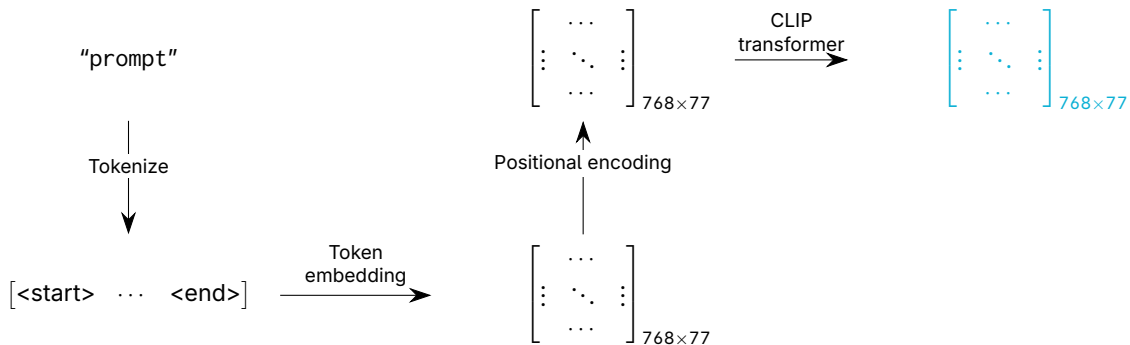 “prompt”
Tokenize
[<start> ⋯ <end>]
Token
embedding
[⋯ ⋮ ⋱ ⋮ ⋯] 768×77
Positional encoding
[⋯ ⋮ ⋱ ⋮ ⋯] 768×77
CLIP
transformer
[⋯ ⋮ ⋱ ⋮ ⋯] 768×77